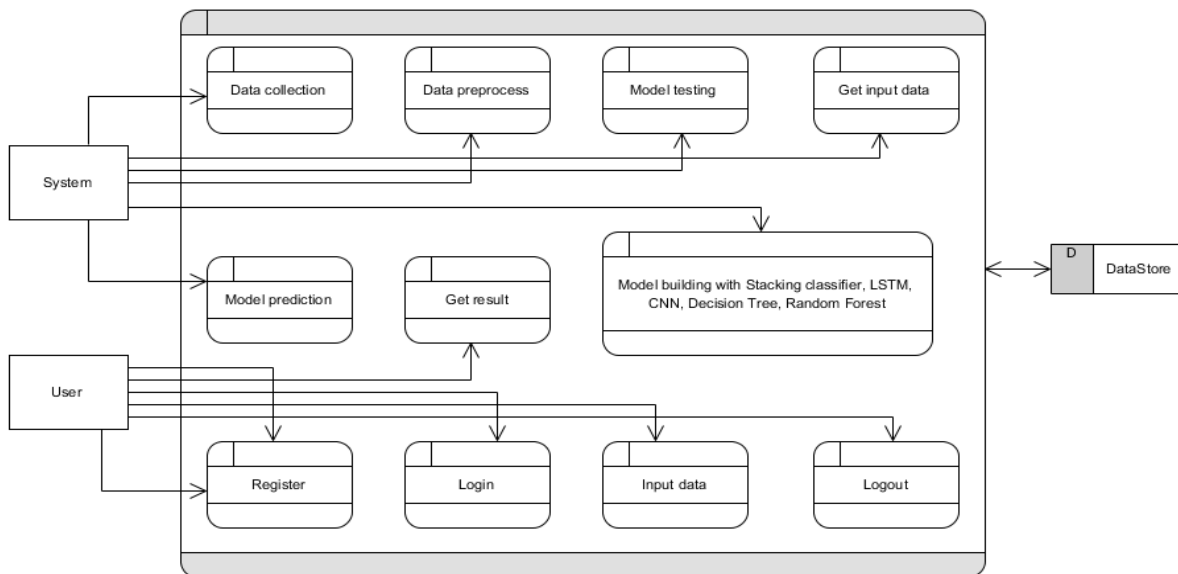 Data collection
Data preprocess
Model testing
Get input data
System
D
DataStore
Model building with Stacking classifier, LSTM,
CNN, Decision Tree, Random Forest
Model prediction
Get result
User
Register
Login
Input data
Logout